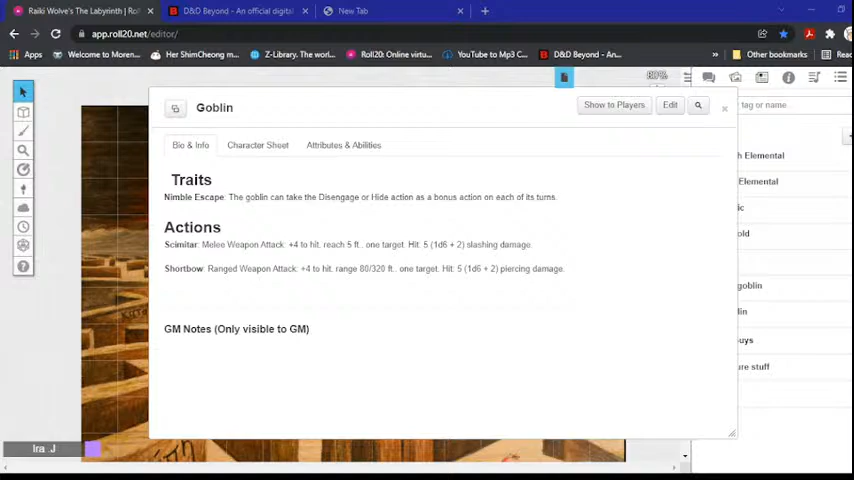 Raiki Wolve's The Labyrinth | Rol
D&D Beyond - An official digital
New Tab
app.roll20.net/editor/
Apps
Welcome to Moren...
Her ShimCheong m...
Z-Library. The worl...
Roll20: Online virtu...
YouTube to Mp3 C...
D&D Beyond - An...
»
Other bookmarks
Reac
80%
Goblin
Show to Players
Edit
tag or name
Bio & Info
Character Sheet
Attributes & Abilities
h Elemental
Traits
Elemental
Nimble Escape: The goblin can take the Disengage or Hide action as a bonus action on each of its turns.
ic
Actions
old
Scimitar: Melee Weapon Attack: +4 to hit, reach 5 ft., one target. Hit: 5 (1d6 + 2) slashing damage.
Shortbow: Ranged Weapon Attack: +4 to hit, range 80/320 ft., one target. Hit: 5 (1d6 + 2) piercing damage.
goblin
lin
GM Notes (Only visible to GM)
uys
ure stuff
Ira .J